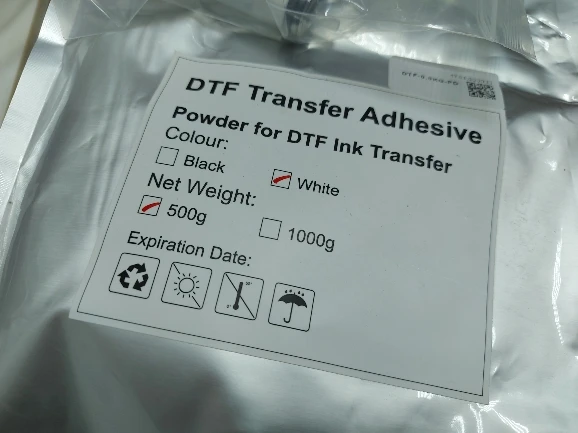 DTF Transfer Adhesive
Powder for DTF Ink Transfer
Colour:
Black White
Net Weight:
500g 1000g
Expiration Date: